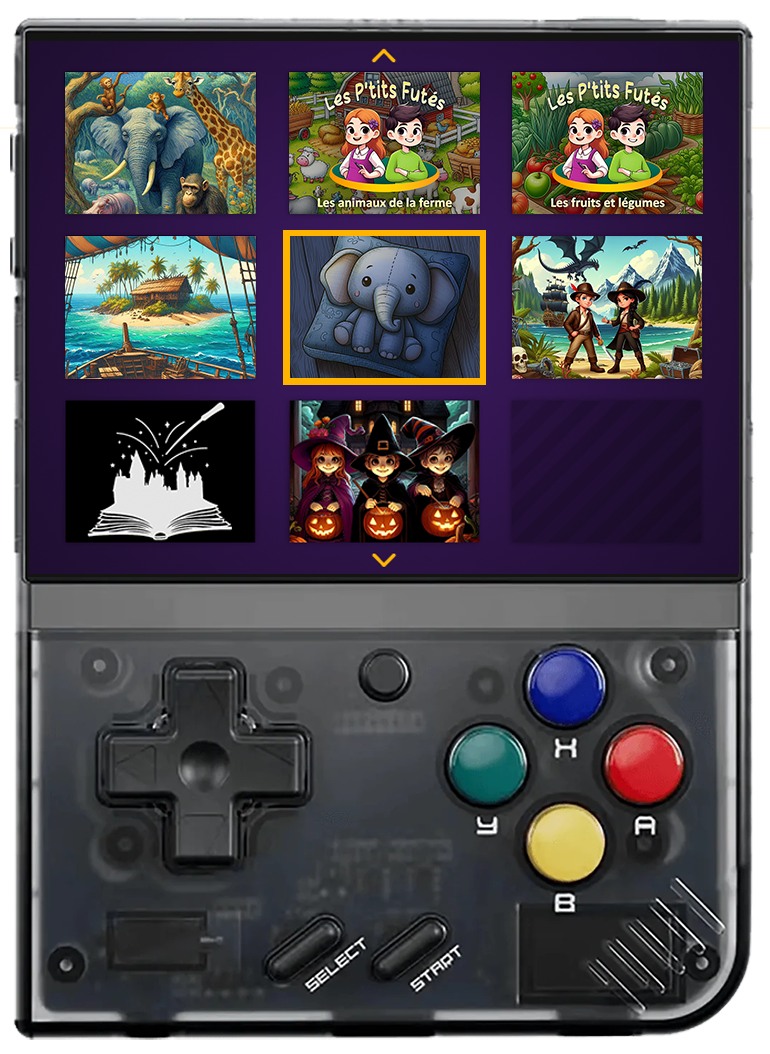 Les P'tits Futés
Les animaux de la ferme
Les P'tits Futés
Les fruits et légumes
X
Y
A
B
SELECT
START